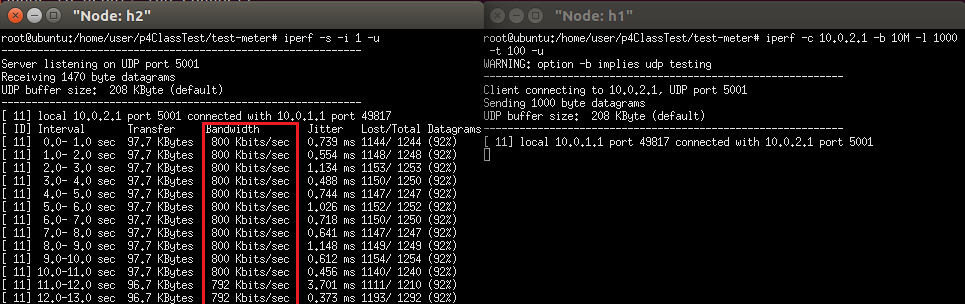 "Node: h2"
root@ubuntu:/home/user/p4ClassTest/test-meter# iperf -s -i 1 -u
------------------------------------------------------------
Server listening on UDP port 5001
Receiving 1470 byte datagrams
UDP buffer size:  208 KByte (default)
------------------------------------------------------------
[ 11] local 10.0.2.1 port 5001 connected with 10.0.1.1 port 49817
[ ID] Interval       Transfer     Bandwidth        Jitter   Lost/Total Datagrams
[ 11]  0.0- 1.0 sec  97.7 KBytes   800 Kbits/sec   0.739 ms 1144/ 1244 (92%)
[ 11]  1.0- 2.0 sec  97.7 KBytes   800 Kbits/sec   0.554 ms 1148/ 1248 (92%)
[ 11]  2.0- 3.0 sec  97.7 KBytes   800 Kbits/sec   1.134 ms 1153/ 1253 (92%)
[ 11]  3.0- 4.0 sec  97.7 KBytes   800 Kbits/sec   0.488 ms 1150/ 1250 (92%)
[ 11]  4.0- 5.0 sec  97.7 KBytes   800 Kbits/sec   0.744 ms 1147/ 1247 (92%)
[ 11]  5.0- 6.0 sec  97.7 KBytes   800 Kbits/sec   1.026 ms 1152/ 1252 (92%)
[ 11]  6.0- 7.0 sec  97.7 KBytes   800 Kbits/sec   0.718 ms 1150/ 1250 (92%)
[ 11]  7.0- 8.0 sec  97.7 KBytes   800 Kbits/sec   0.641 ms 1147/ 1247 (92%)
[ 11]  8.0- 9.0 sec  97.7 KBytes   800 Kbits/sec   1.148 ms 1149/ 1249 (92%)
[ 11]  9.0-10.0 sec  97.7 KBytes   800 Kbits/sec   0.612 ms 1154/ 1254 (92%)
[ 11] 10.0-11.0 sec  97.7 KBytes   800 Kbits/sec   0.456 ms 1140/ 1240 (92%)
[ 11] 11.0-12.0 sec  96.7 KBytes   792 Kbits/sec   3.701 ms 1111/ 1210 (92%)
[ 11] 12.0-13.0 sec  96.7 KBytes   792 Kbits/sec   0.373 ms 1193/ 1292 (92%)
"Node: h1"
root@ubuntu:/home/user/p4ClassTest/test-meter# iperf -c 10.0.2.1 -b 10M -l 1000
 -t 100 -u
WARNING: option -b implies udp testing
------------------------------------------------------------
Client connecting to 10.0.2.1, UDP port 5001
Sending 1000 byte datagrams
UDP buffer size:  208 KByte (default)
------------------------------------------------------------
[ 11] local 10.0.1.1 port 49817 connected with 10.0.2.1 port 5001